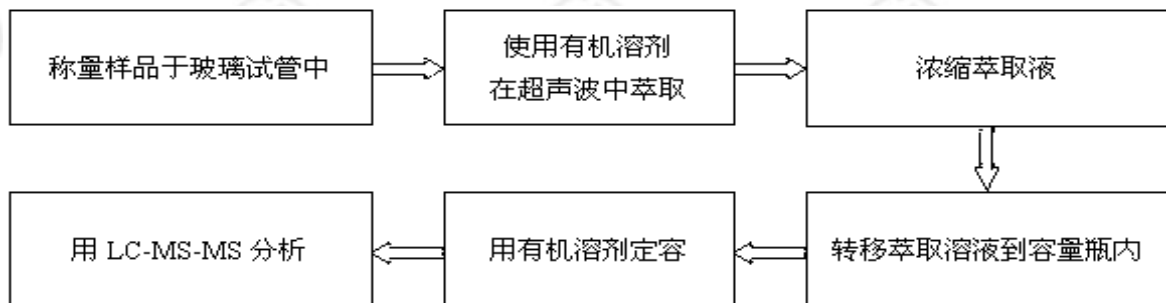 称量样品于玻璃试管中
使用有机溶剂
在超声波中萃取
浓缩萃取液
转移萃取溶液到容量瓶内
用有机溶剂定容
用 LC-MS-MS 分析